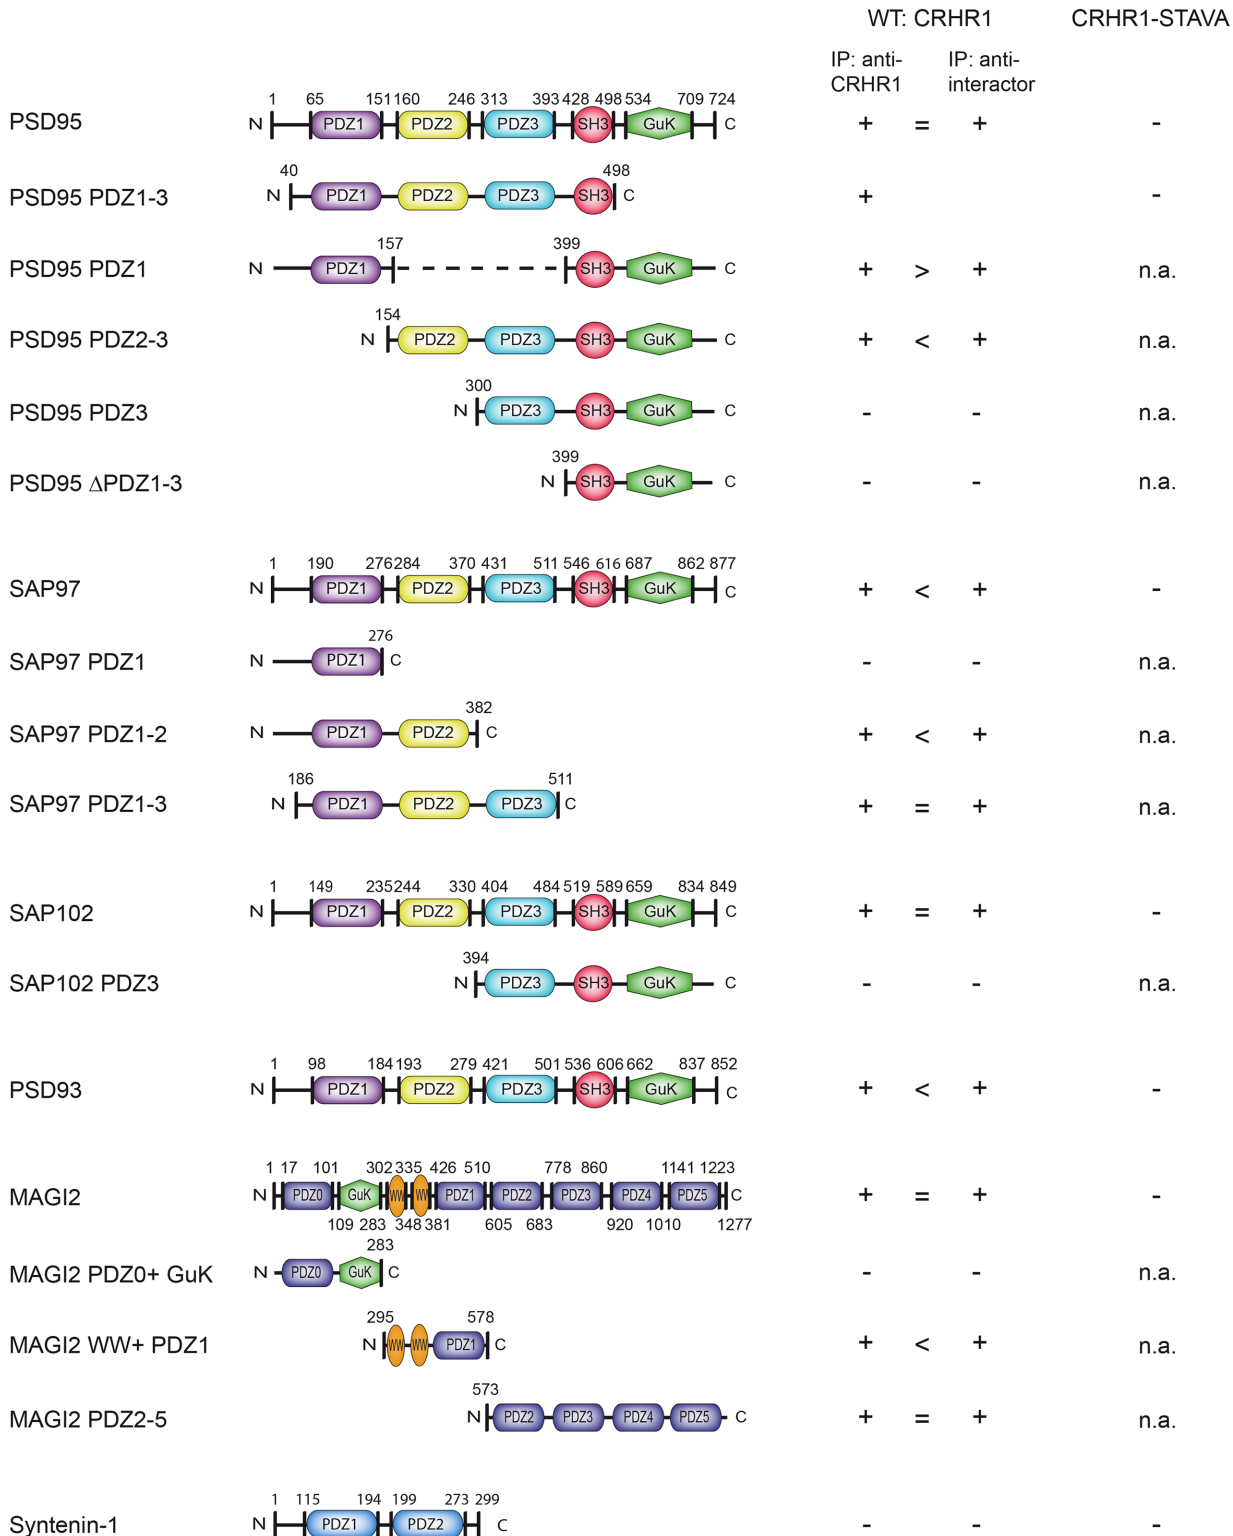 WT: CRHR1 CRHR1-STAVA
IP: anti-CRHR1 IP: anti-interactor
1 65 151 160 246 313 393 428 498 534 709 724
PSD95 N PDZ1 PDZ2 PDZ3 SH3 GuK C + = + -
40 498
PSD95 PDZ1-3 N PDZ1 PDZ2 PDZ3 SH3 C + -
157 399
PSD95 PDZ1 N PDZ1 SH3 GuK C + > + n.a.
154
PSD95 PDZ2-3 N PDZ2 PDZ3 SH3 GuK C + < + n.a.
300
PSD95 PDZ3 N PDZ3 SH3 GuK C - - n.a.
399
PSD95 ΔPDZ1-3 N SH3 GuK C - - n.a.
1 190 276 284 370 431 511 546 616 687 862 877
SAP97 N PDZ1 PDZ2 PDZ3 SH3 GuK C + < + -
276
SAP97 PDZ1 N PDZ1 C - - n.a.
382
SAP97 PDZ1-2 N PDZ1 PDZ2 C + < + n.a.
186 511
SAP97 PDZ1-3 N PDZ1 PDZ2 PDZ3 C + = + n.a.
1 149 235 244 330 404 484 519 589 659 834 849
SAP102 N PDZ1 PDZ2 PDZ3 SH3 GuK C + = + -
394
SAP102 PDZ3 N PDZ3 SH3 GuK C - - n.a.
1 98 184 193 279 421 501 536 606 662 837 852
PSD93 N PDZ1 PDZ2 PDZ3 SH3 GuK C + < + -
1 17 101 302 335 426 510 778 860 1141 1223
MAGI2 N PDZ0 GuK WW WW PDZ1 PDZ2 PDZ3 PDZ4 PDZ5 C + = + -
109 283 348 381 605 683 920 1010 1277
283
MAGI2 PDZ0+ GuK N PDZ0 GuK C - - n.a.
295 578
MAGI2 WW+ PDZ1 N WW WW PDZ1 C + < + n.a.
573
MAGI2 PDZ2-5 N PDZ2 PDZ3 PDZ4 PDZ5 C + = + n.a.
1 115 194 199 273 299
Syntenin-1 N PDZ1 PDZ2 C - - -